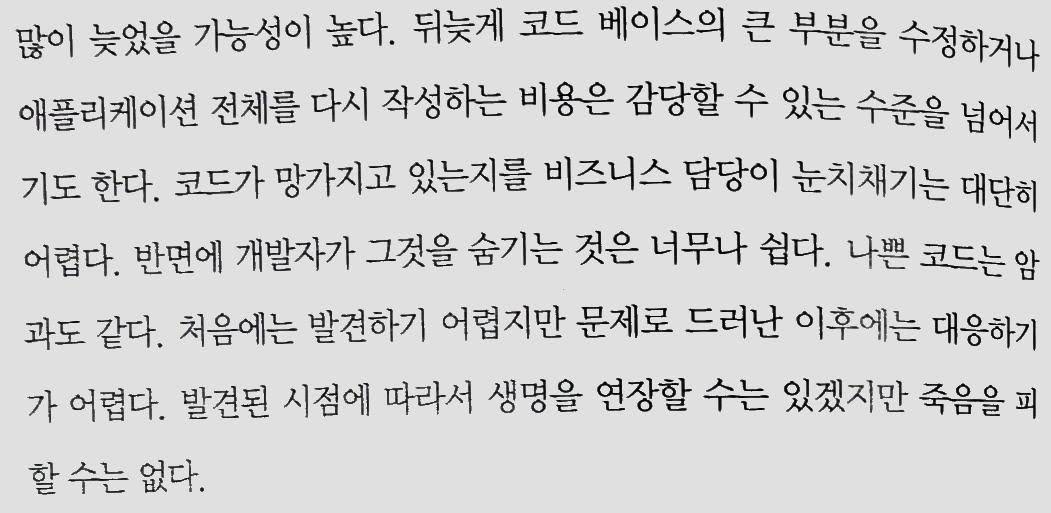 많이 늦었을 가능성이 높다. 뒤늦게 코드 베이스의 큰 부분을 수정하거나
애플리케이션 전체를 다시 작성하는 비용은 감당할 수 있는 수준을 넘어서
기도 한다. 코드가 망가지고 있는지를 비즈니스 담당이 눈치채기는 대단히
어렵다. 반면에 개발자가 그것을 숨기는 것은 너무나 쉽다. 나쁜 코드는 암
과도 같다. 처음에는 발견하기 어렵지만 문제로 드러난 이후에는 대응하기
가 어렵다. 발견된 시점에 따라서 생명을 연장할 수는 있겠지만 죽음을 피
할 수는 없다.